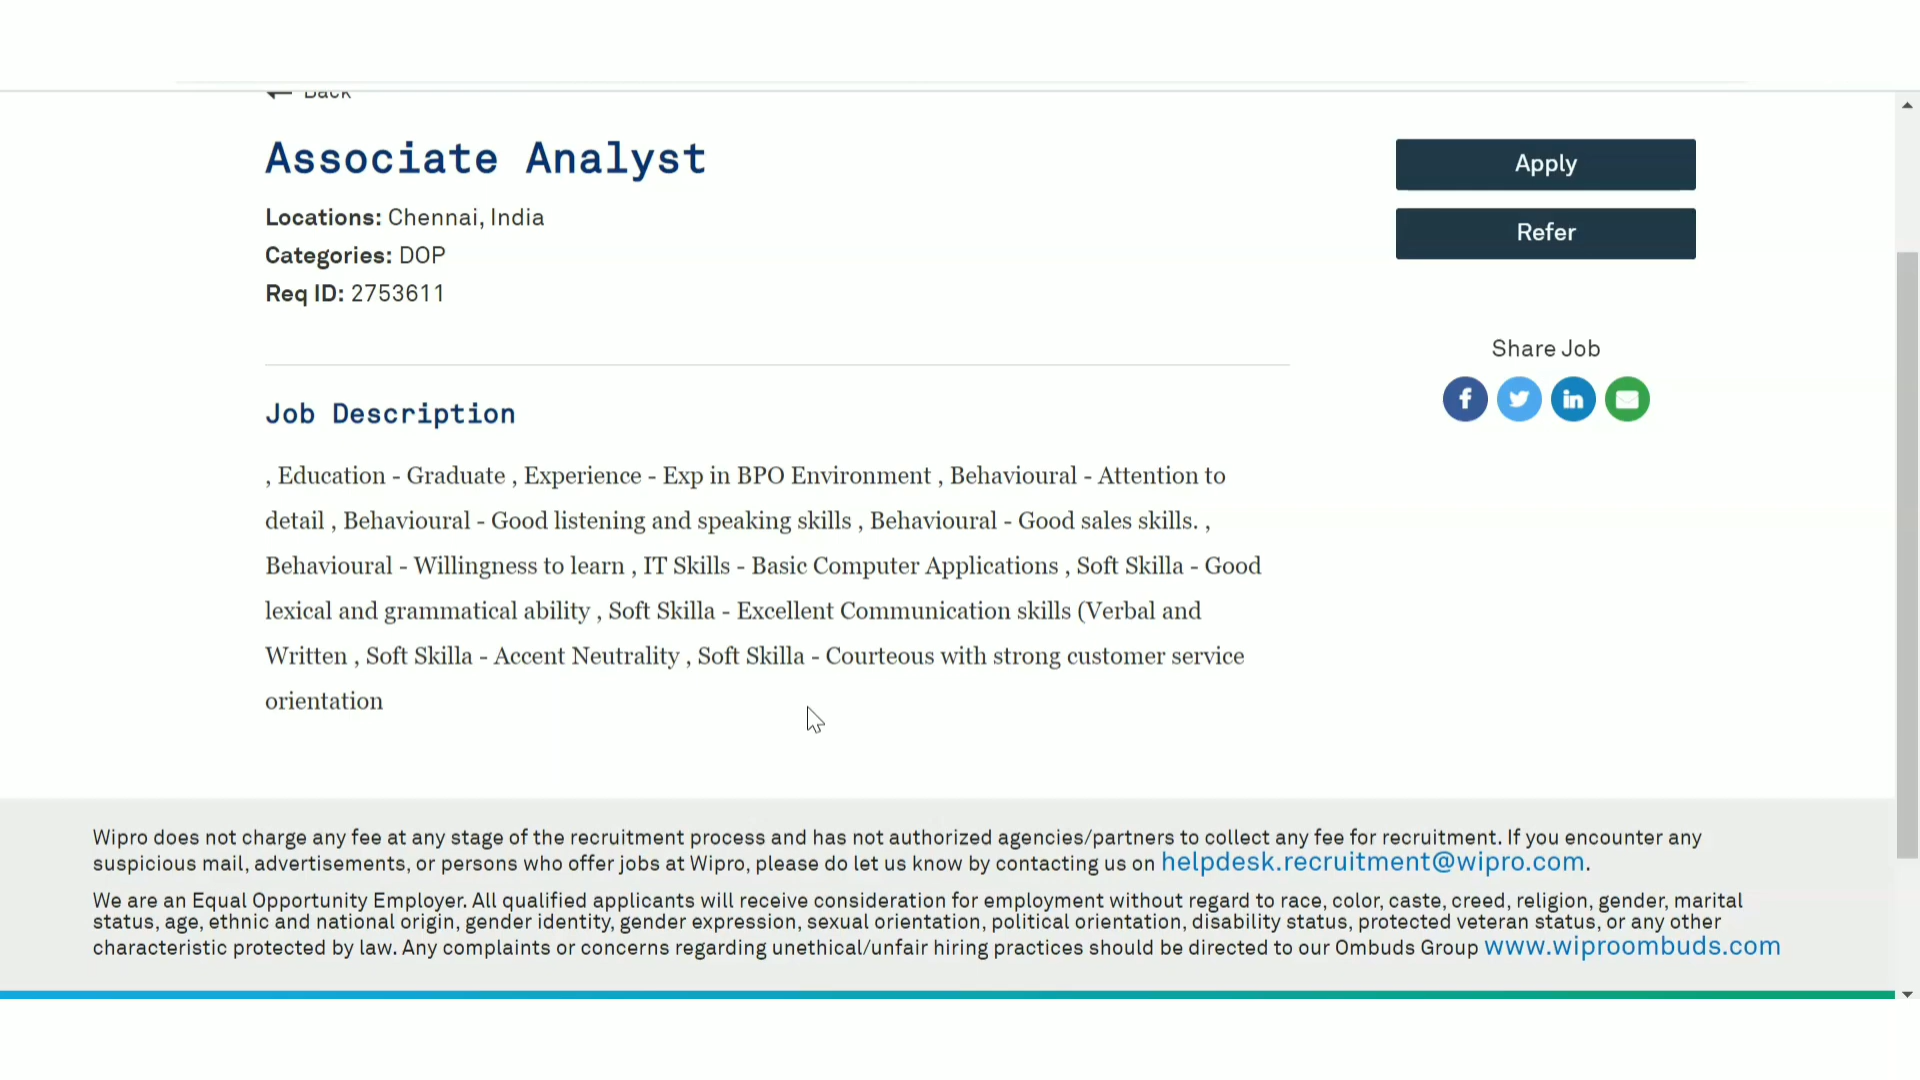 Back
Associate Analyst
Locations: Chennai, India
Categories: DOP
Req ID: 2753611
Apply
Refer
Share Job
Job Description
, Education - Graduate , Experience - Exp in BPO Environment , Behavioural - Attention to
detail , Behavioural - Good listening and speaking skills , Behavioural - Good sales skills. ,
Behavioural - Willingness to learn , IT Skills - Basic Computer Applications , Soft Skilla - Good
lexical and grammatical ability , Soft Skilla - Excellent Communication skills (Verbal and
Written , Soft Skilla - Accent Neutrality , Soft Skilla - Courteous with strong customer service
orientation
Wipro does not charge any fee at any stage of the recruitment process and has not authorized agencies/partners to collect any fee for recruitment. If you encounter any
suspicious mail, advertisements, or persons who offer jobs at Wipro, please do let us know by contacting us on helpdesk.recruitment@wipro.com.
We are an Equal Opportunity Employer. All qualified applicants will receive consideration for employment without regard to race, color, caste, creed, religion, gender, marital
status, age, ethnic and national origin, gender identity, gender expression, sexual orientation, political orientation, disability status, protected veteran status, or any other
characteristic protected by law. Any complaints or concerns regarding unethical/unfair hiring practices should be directed to our Ombuds Group www.wiproombuds.com